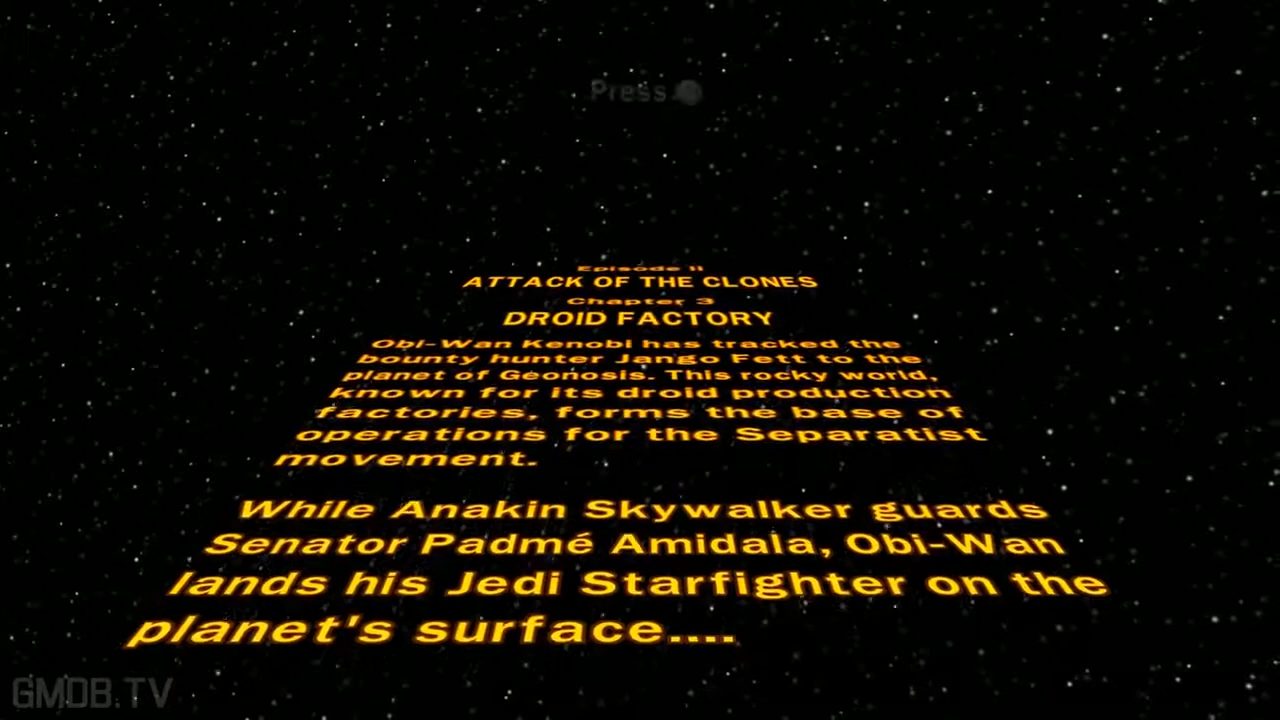 Press
Episode II
ATTACK OF THE CLONES
Chapter 3
DROID FACTORY
Obi-Wan Kenobi has tracked the
bounty hunter Jango Fett to the
planet of Geonosis. This rocky world,
known for its droid production
factories, forms the base of
operations for the Separatist
movement.
While Anakin Skywalker guards
Senator Padmé Amidala, Obi-Wan
lands his Jedi Starfighter on the
planet's surface....
GMDB.TV